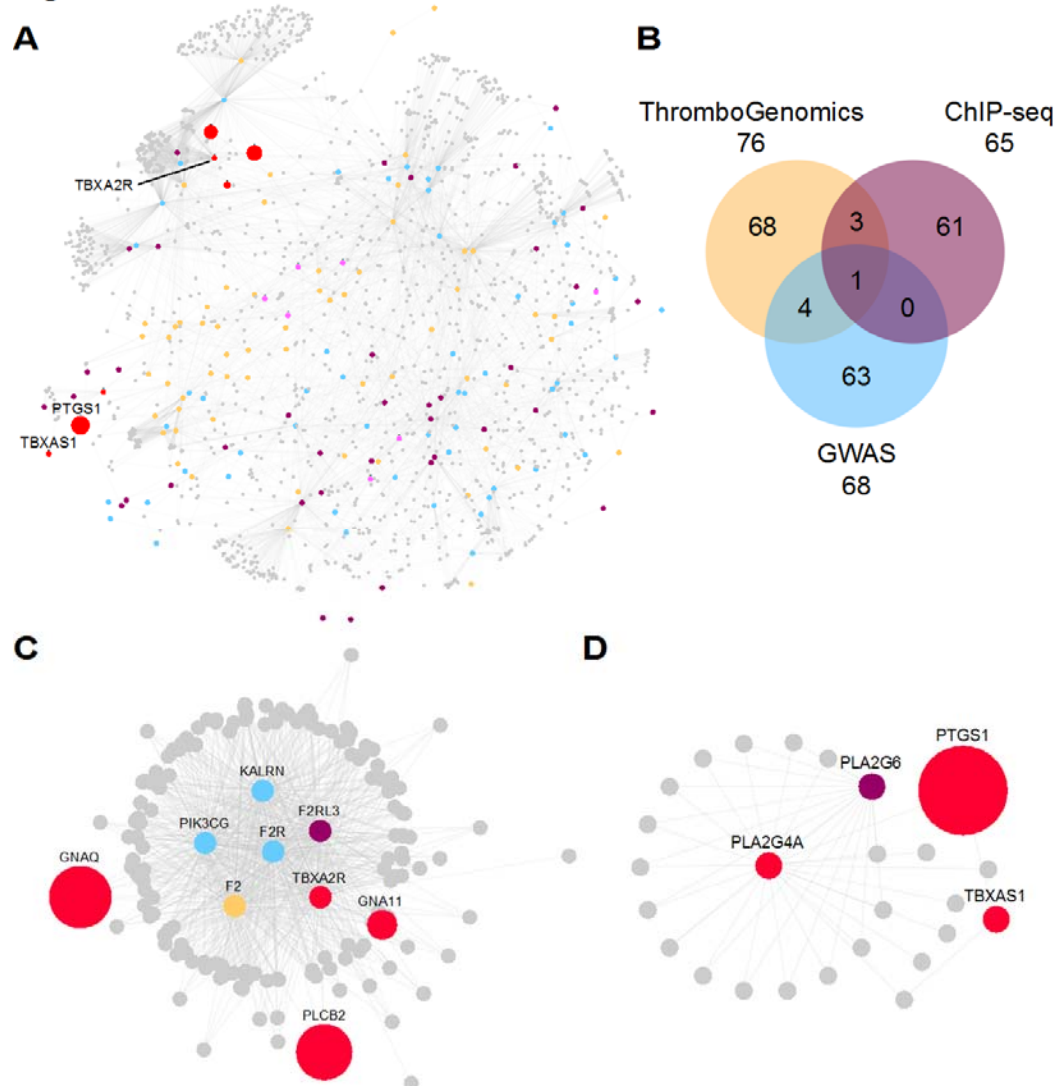 A
B
ThromboGenomics
76
ChIP-seq
65
TBXA2R
68
3
61
1
4
0
63
GWAS
68
PTGS1
TBXAS1
C
D
KALRN
F2RL3
PIK3CG
F2R
GNAQ
TBXA2R
F2
GNA11
PLCB2
PTGS1
PLA2G6
PLA2G4A
TBXAS1